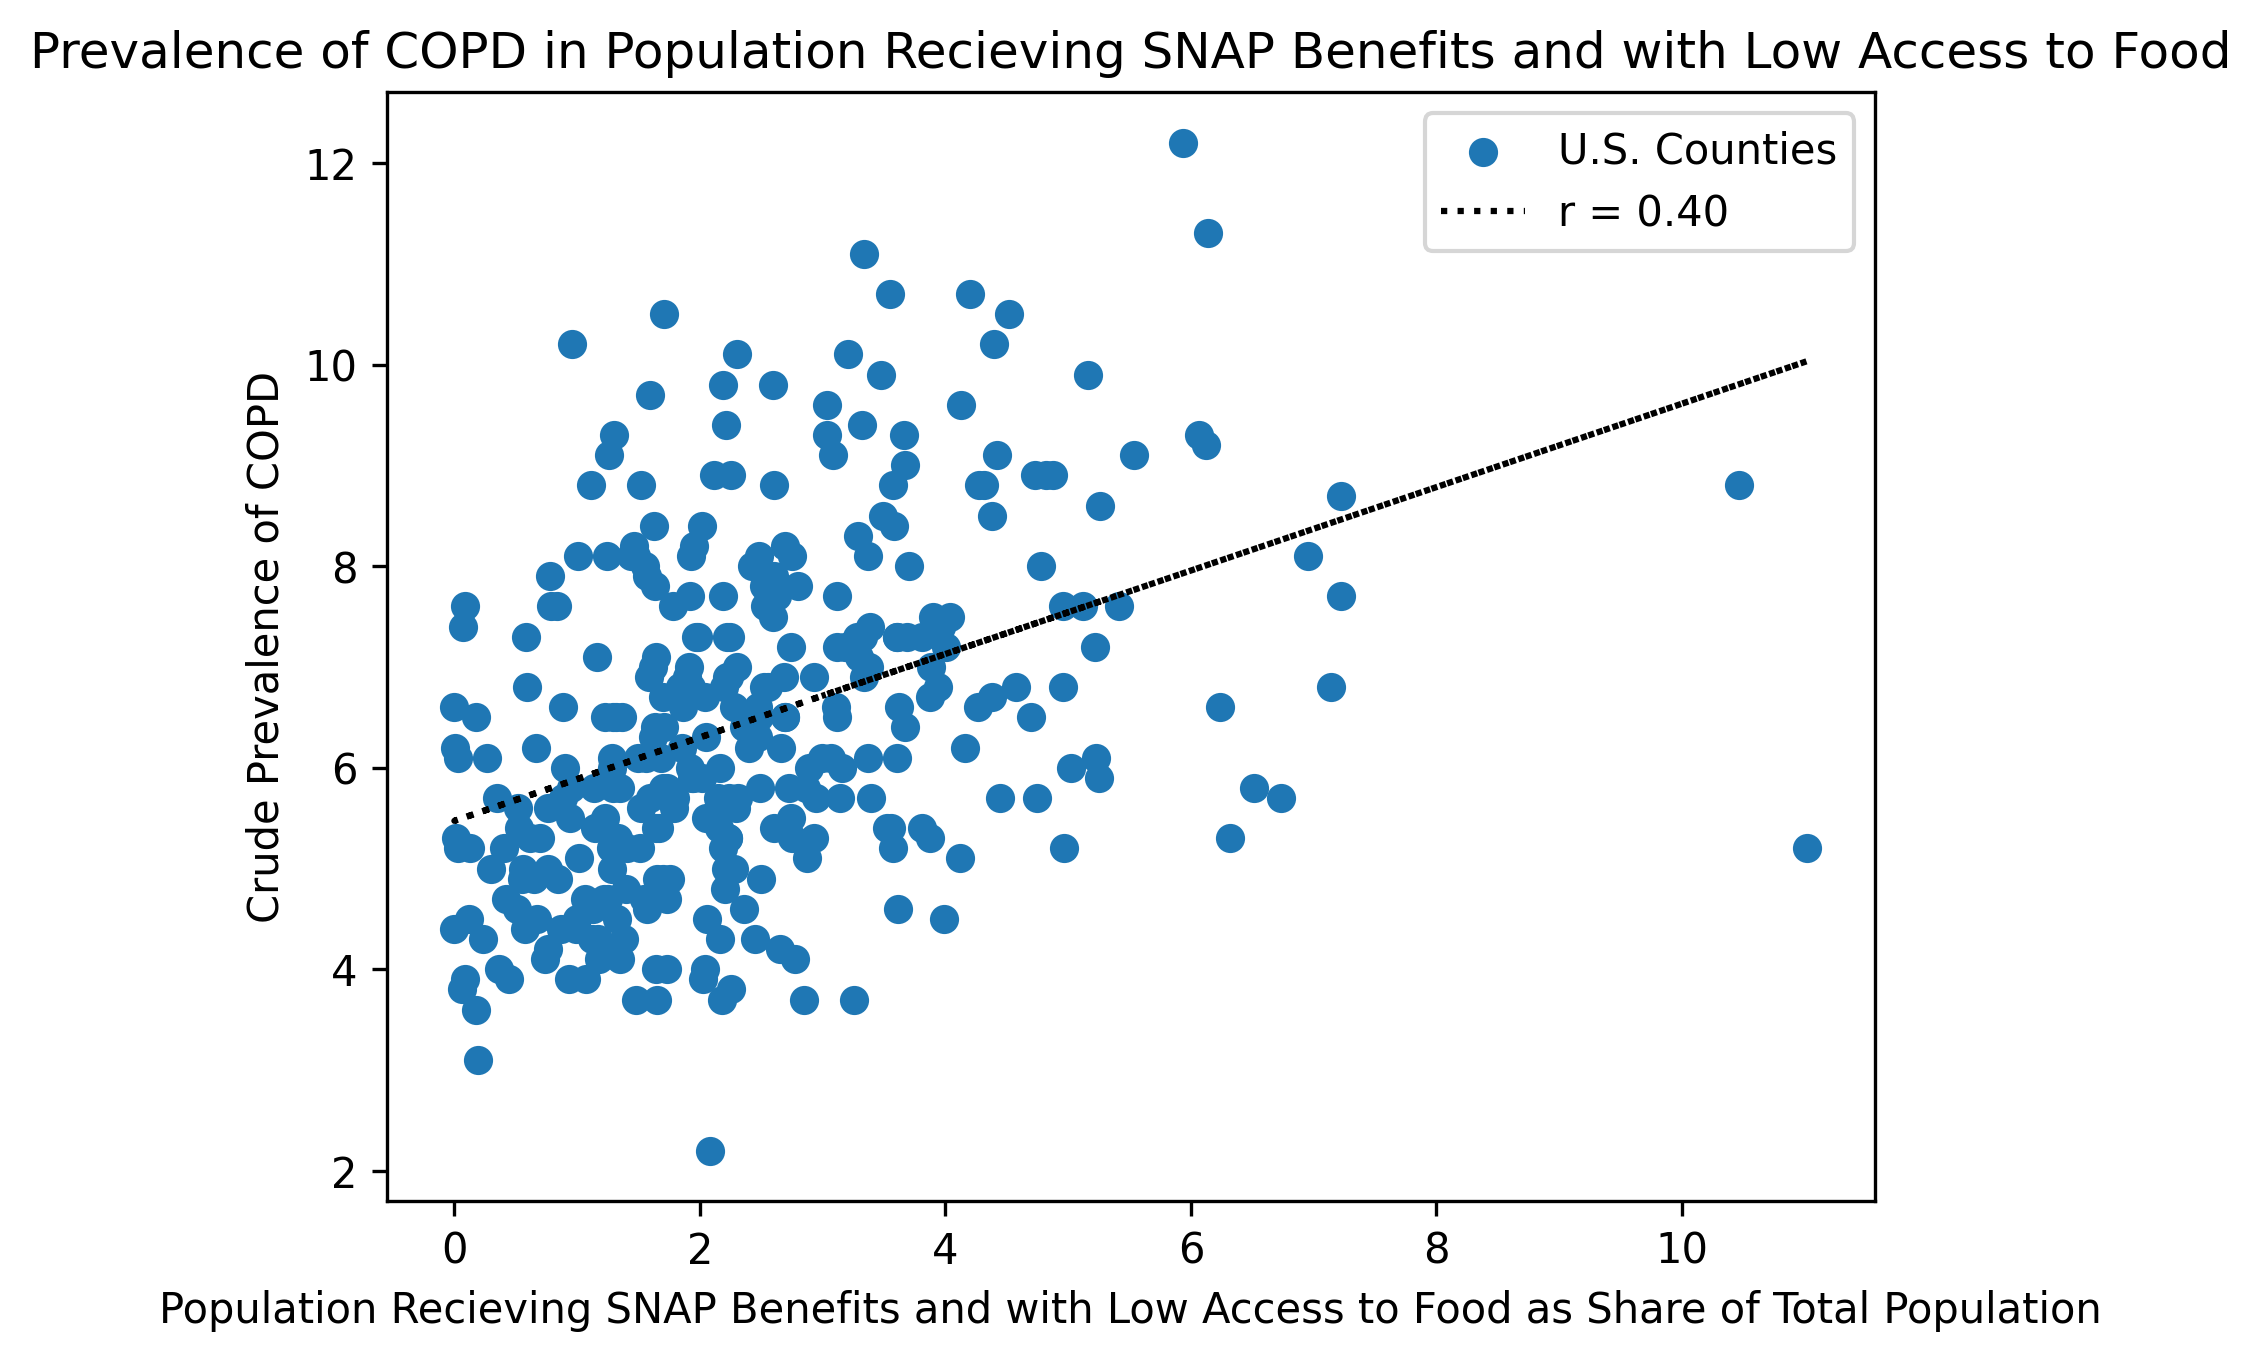 Prevalence of COPD in Population Recieving SNAP Benefits and with Low Access to Food
U.S. Counties
r = 0.40
12
10
8
6
4
2
Crude Prevalence of COPD
0 2 4 6 8 10
Population Recieving SNAP Benefits and with Low Access to Food as Share of Total Population